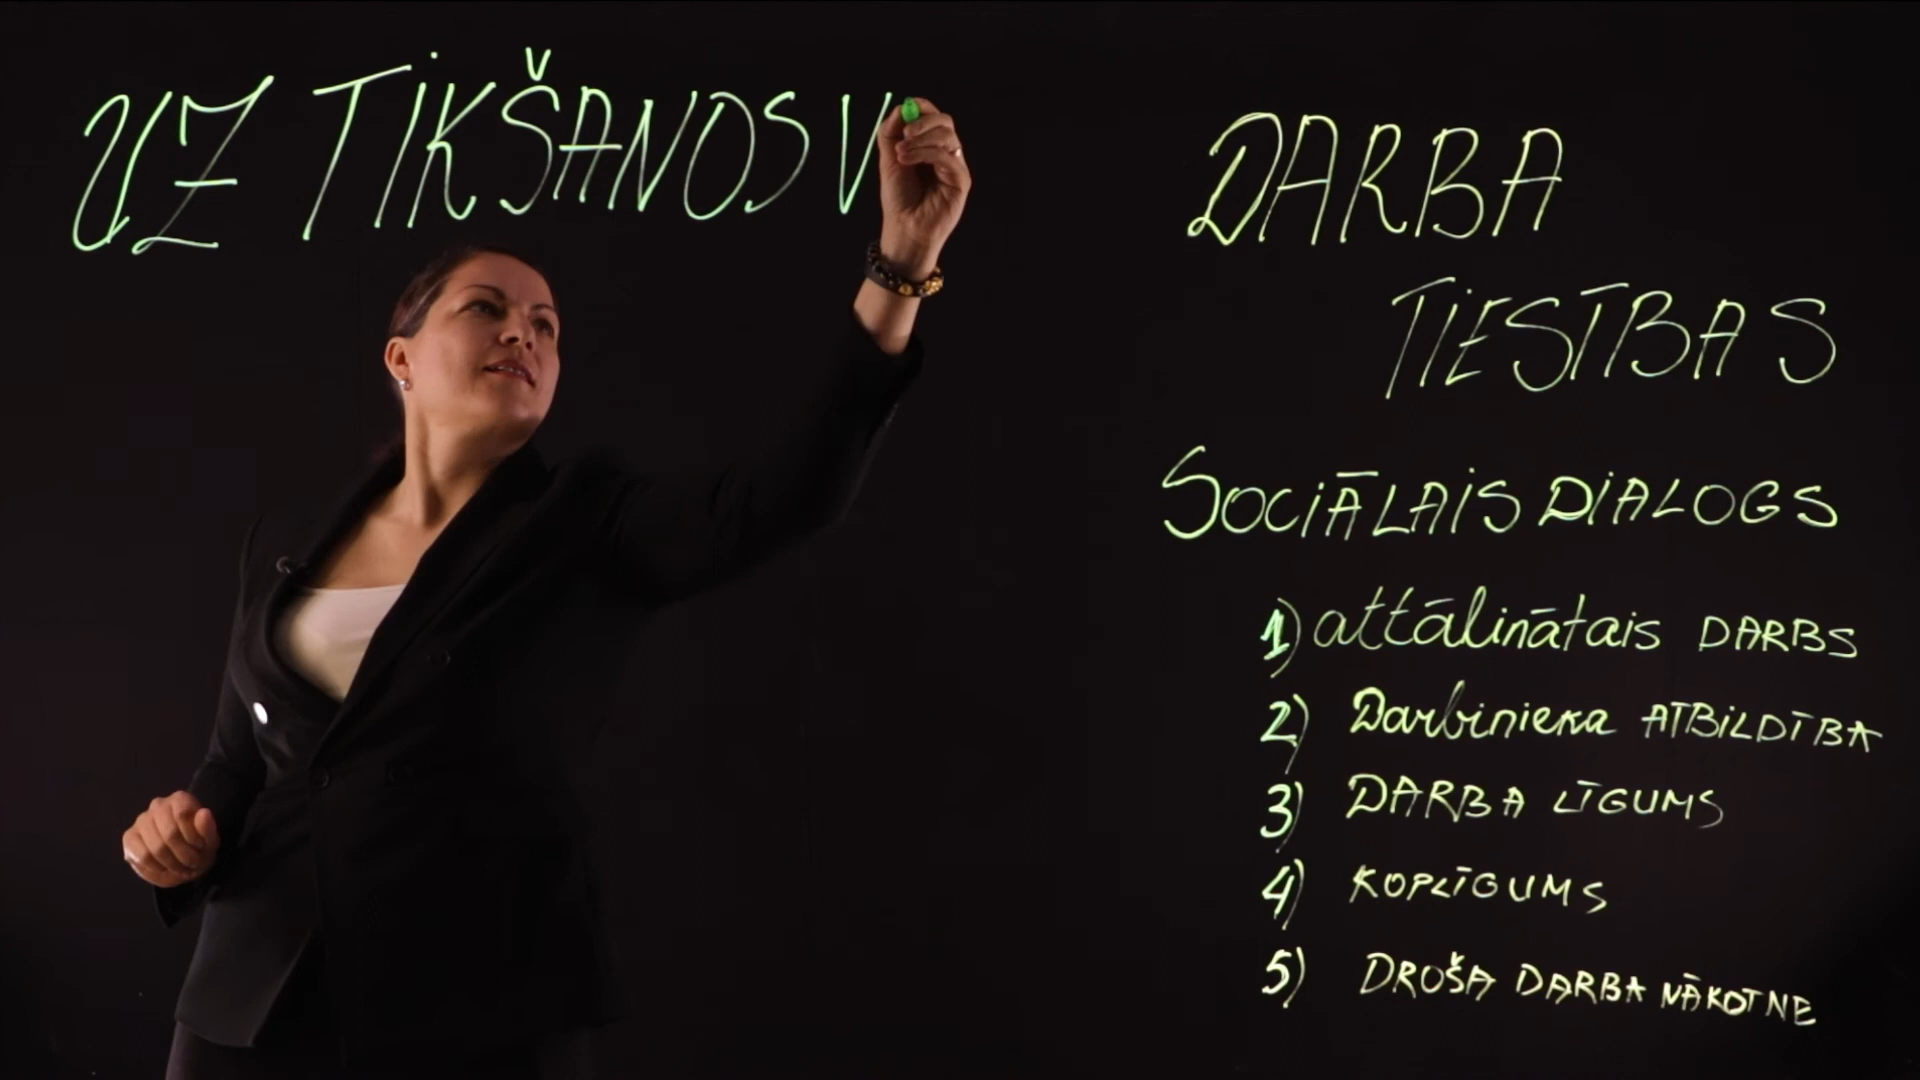 UZ TIKŠANOS V
DARBA
TIESĪBAS
SOCIĀLAIS DIALOGS
1) attālinātais DARBS
2) Darbinieka ATBILDĪBA
3) DARBA LĪGUMS
4) KOPLĪGUMS
5) DROŠA DARBA NĀKOTNE